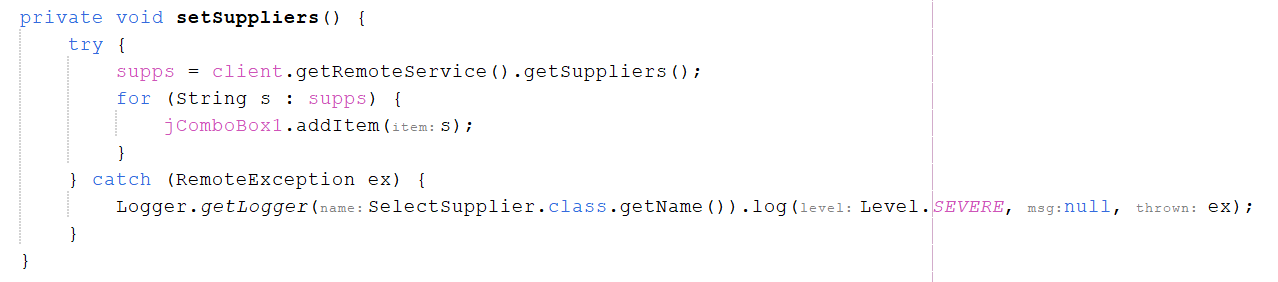 private void setSuppliers() {
try {
supps = client.getRemoteService().getSuppliers();
for (String s : supps) {
jComboBox1.addItem(item: s);
}
} catch (RemoteException ex) {
Logger.getLogger(name: SelectSupplier.class.getName()).log(level: Level.SEVERE, msg: null, thrown: ex);
}
}